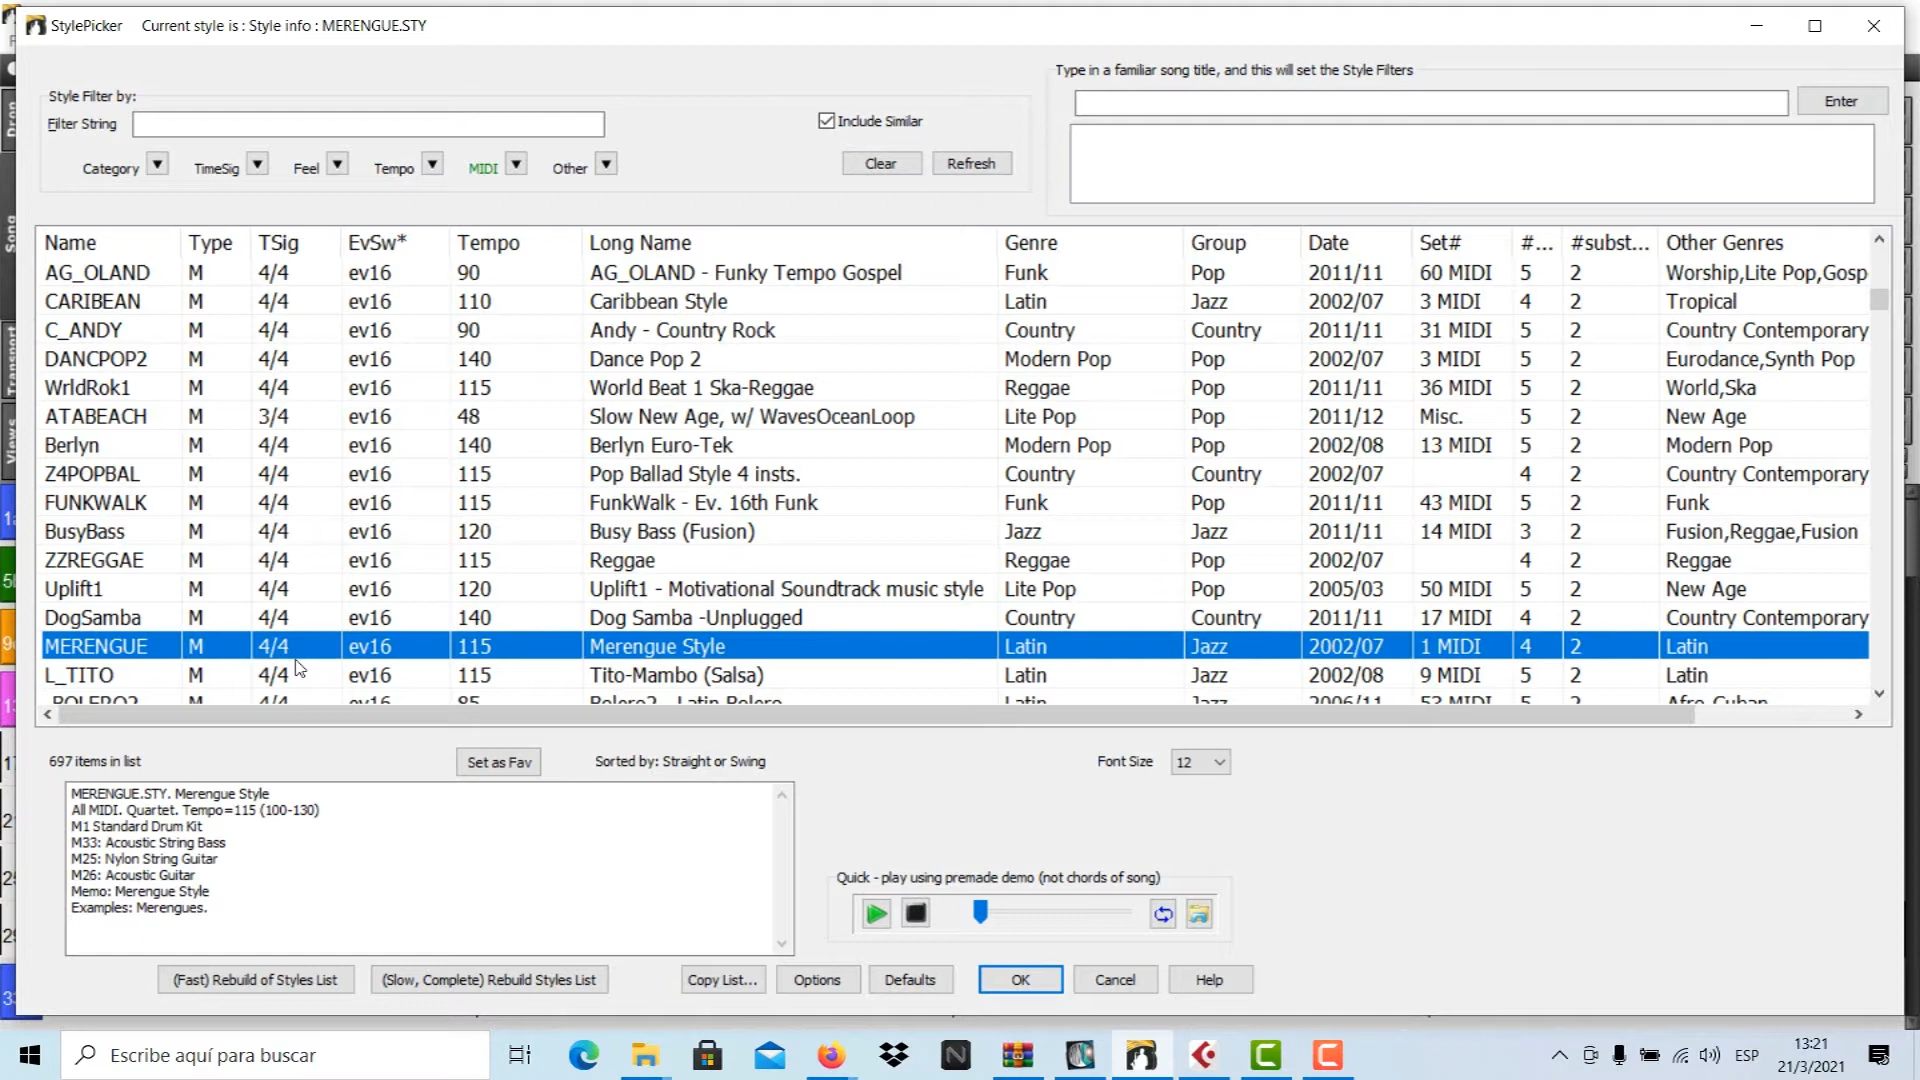 StylePicker Current style is : Style info : MERENGUE.STY
Type in a familiar song title, and this will set the Style Filters
Enter
Style Filter by:
Filter String
Include Similar
Category TimeSig Feel Tempo MIDI Other Clear Refresh
Name Type TSig EvSw* Tempo Long Name Genre Group Date Set# #... #subst... Other Genres
AG_OLAND M 4/4 ev16 90 AG_OLAND - Funky Tempo Gospel Funk Pop 2011/11 60 MIDI 5 2 Worship,Lite Pop,Gosp
CARIBEAN M 4/4 ev16 110 Caribbean Style Latin Jazz 2002/07 3 MIDI 4 2 Tropical
C_ANDY M 4/4 ev16 90 Andy - Country Rock Country Country 2011/11 31 MIDI 5 2 Country Contemporary
DANCPOP2 M 4/4 ev16 140 Dance Pop 2 Modern Pop Pop 2002/07 3 MIDI 5 2 Eurodance,Synth Pop
WrldRok1 M 4/4 ev16 115 World Beat 1 Ska-Reggae Reggae Pop 2011/11 36 MIDI 5 2 World,Ska
ATABEACH M 3/4 ev16 48 Slow New Age, w/ WavesOceanLoop Lite Pop Pop 2011/12 Misc. 5 2 New Age
Berlyn M 4/4 ev16 140 Berlyn Euro-Tek Modern Pop Pop 2002/08 13 MIDI 5 2 Modern Pop
Z4POPBAL M 4/4 ev16 115 Pop Ballad Style 4 insts. Country Country 2002/07 4 2 Country Contemporary
FUNKWALK M 4/4 ev16 115 FunkWalk - Ev. 16th Funk Funk Pop 2011/11 43 MIDI 5 2 Funk
BusyBass M 4/4 ev16 120 Busy Bass (Fusion) Jazz Jazz 2011/11 14 MIDI 3 2 Fusion,Reggae,Fusion
ZZREGGAE M 4/4 ev16 115 Reggae Reggae Pop 2002/07 4 2 Reggae
Uplift1 M 4/4 ev16 120 Uplift1 - Motivational Soundtrack music style Lite Pop Pop 2005/03 50 MIDI 5 2 New Age
DogSamba M 4/4 ev16 140 Dog Samba -Unplugged Country Country 2011/11 17 MIDI 4 2 Country Contemporary
MERENGUE M 4/4 ev16 115 Merengue Style Latin Jazz 2002/07 1 MIDI 4 2 Latin
L_TITO M 4/4 ev16 115 Tito-Mambo (Salsa) Latin Jazz 2002/08 9 MIDI 5 2 Latin
_BOLERO2 M 4/4 ev16 85 Bolero2 - Latin Bolero Latin Jazz 2006/11 53 MIDI 5 2 Afro-Cuban
697 items in list Set as Fav Sorted by: Straight or Swing Font Size 12
MERENGUE.STY. Merengue Style
All MIDI. Quartet. Tempo=115 (100-130)
M1 Standard Drum Kit
M33: Acoustic String Bass
M25: Nylon String Guitar
M26: Acoustic Guitar
Memo: Merengue Style
Examples: Merengues.
Quick - play using premade demo (not chords of song)
(Fast) Rebuild of Styles List (Slow, Complete) Rebuild Styles List Copy List... Options Defaults OK Cancel Help
Song
Transport
Views
Escribe aquí para buscar
ESP
13:21
21/3/2021